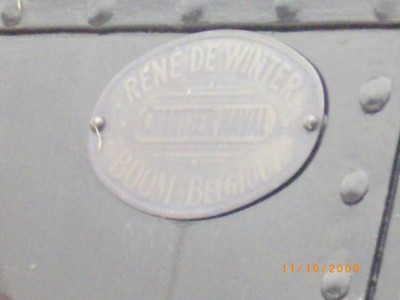 RENÉ DE WINTER
CHANTIER NAVAL
BOOM - BELGIQUE
11/10/2008